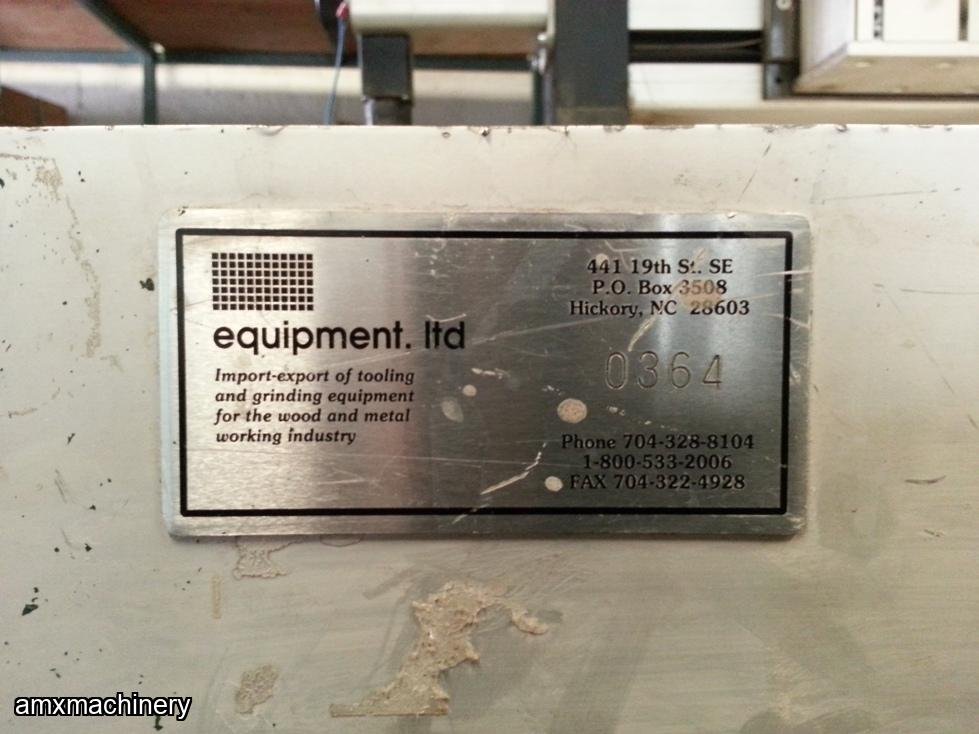 equipment. ltd
Import-export of tooling
and grinding equipment
for the wood and metal
working industry
441 19th St. SE
P.O. Box 3508
Hickory, NC 28603
0364
Phone 704-328-8104
1-800-533-2006
FAX 704-322-4928
amxmachinery